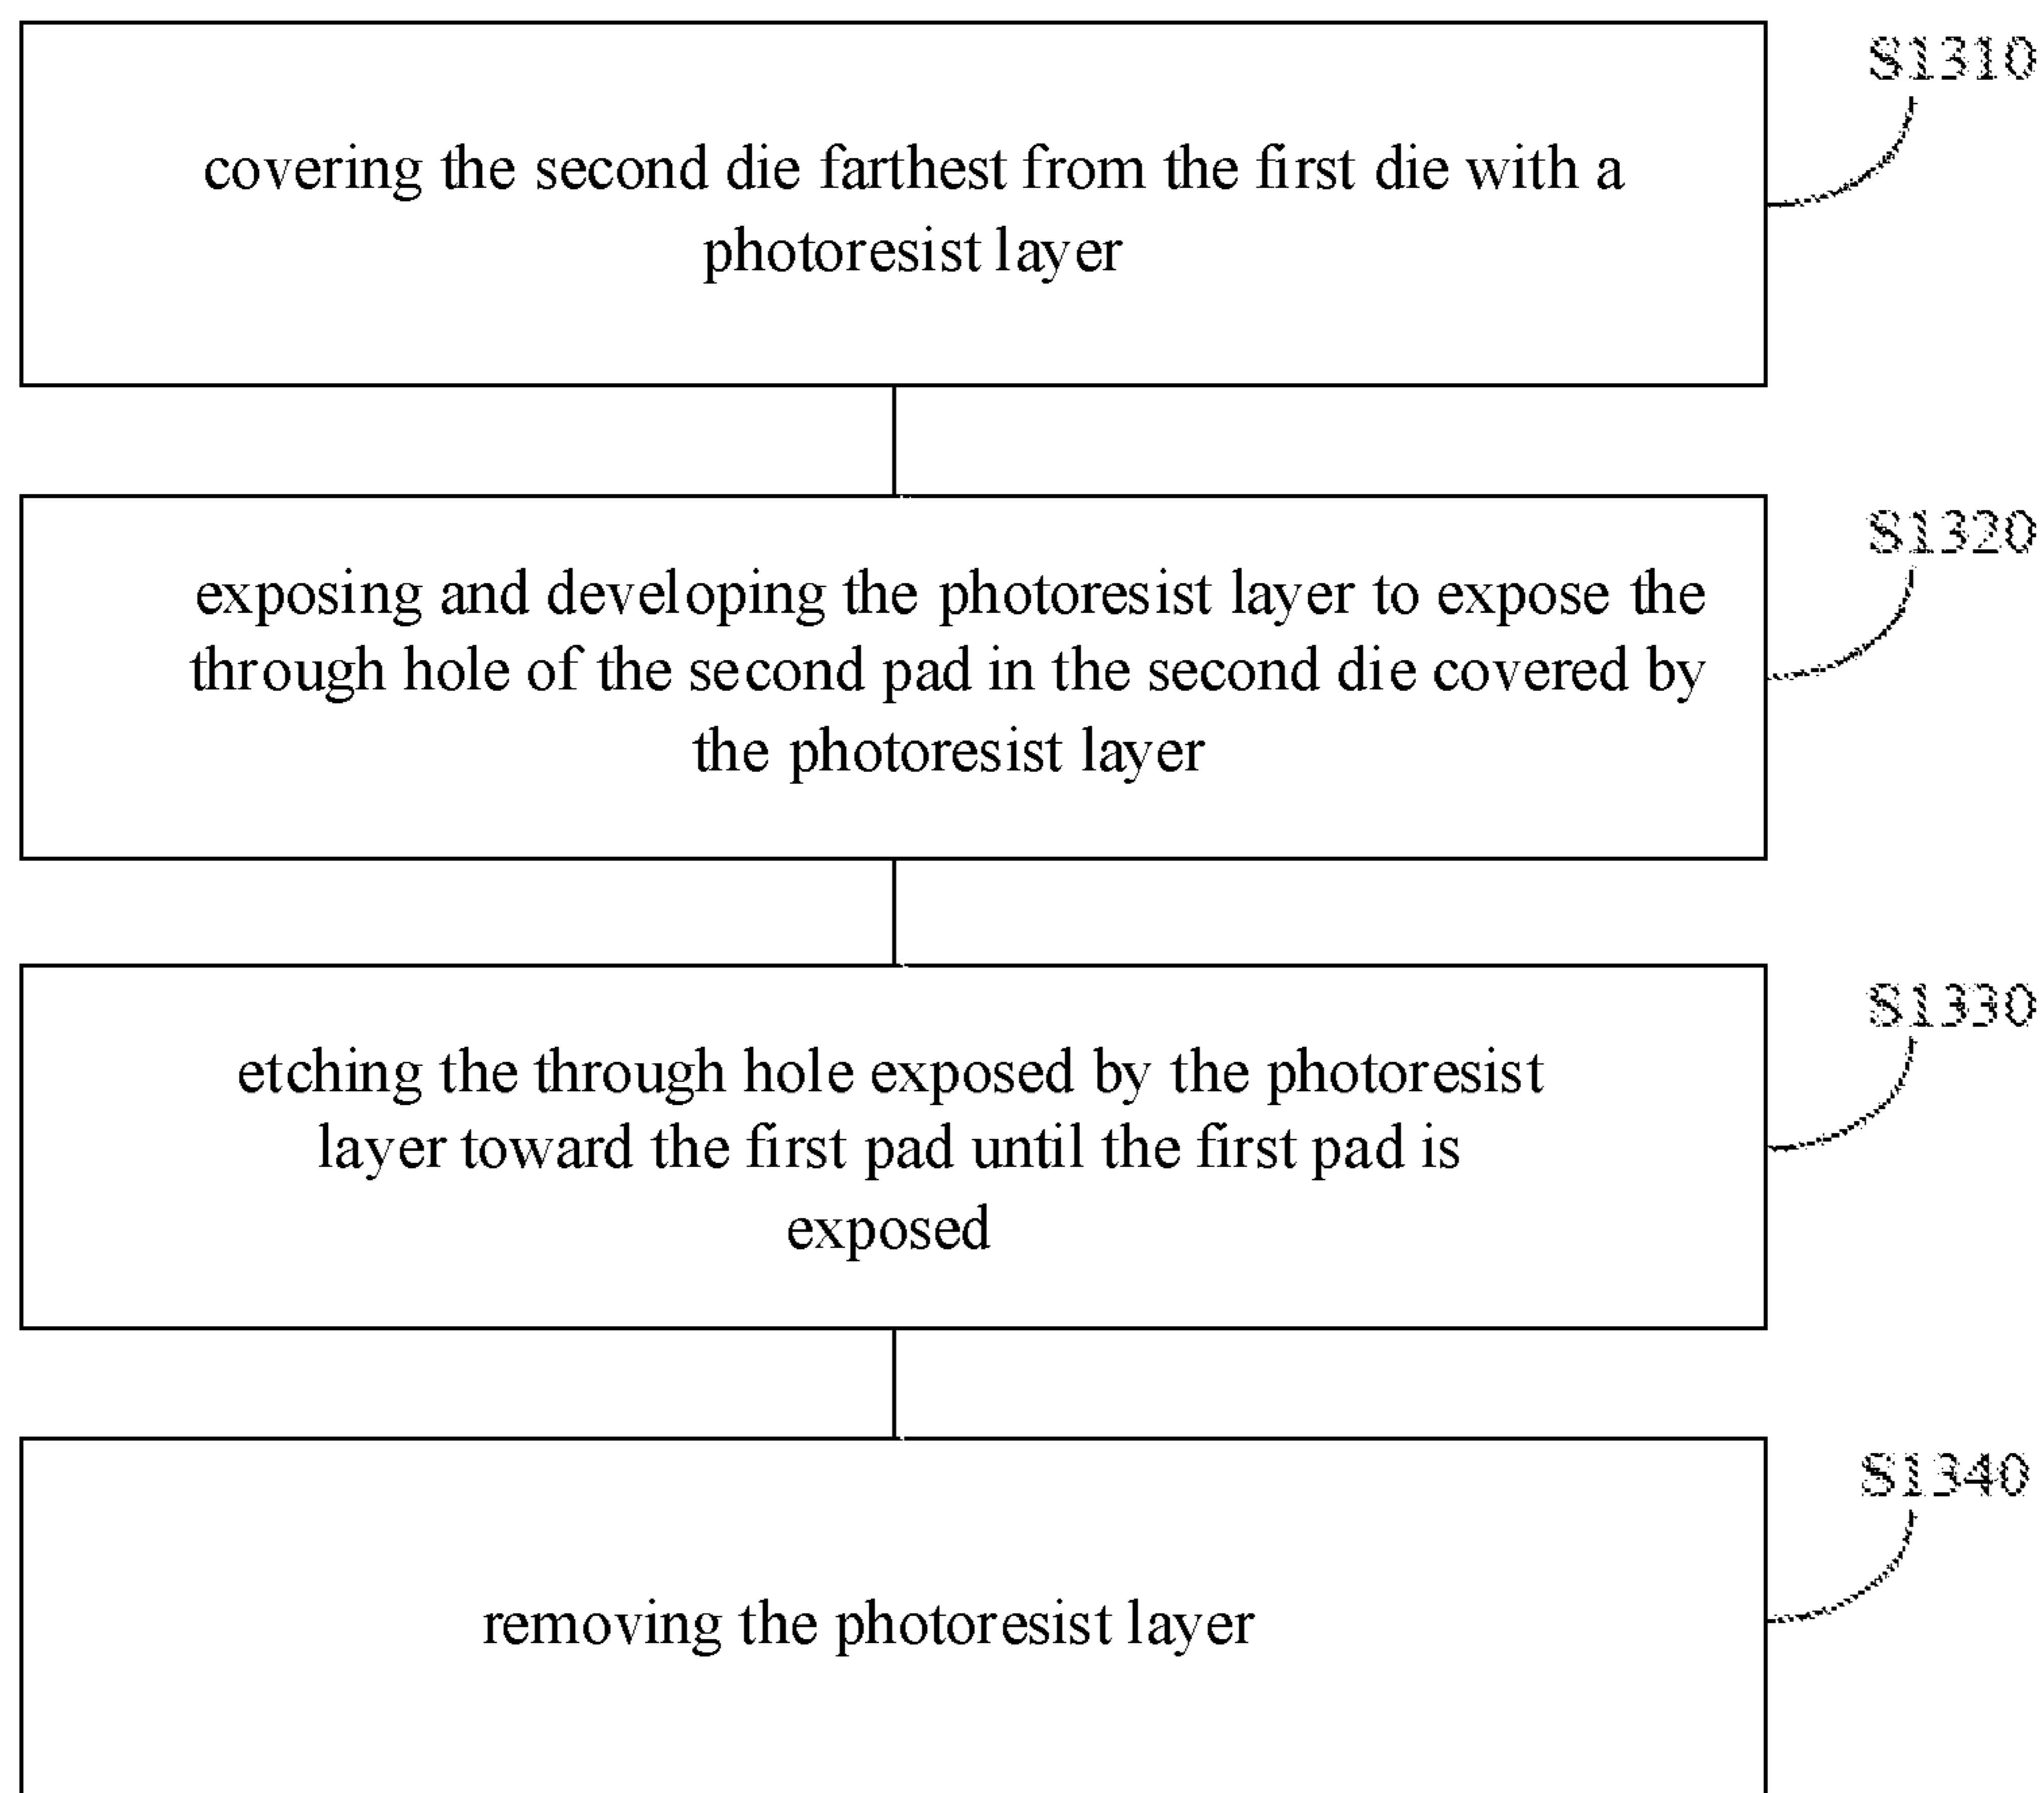 S1310
covering the second die farthest from the first die with a
photoresist layer
S1320
exposing and developing the photoresist layer to expose the
through hole of the second pad in the second die covered by
the photoresist layer
S1330
etching the through hole exposed by the photoresist
layer toward the first pad until the first pad is
exposed
S1340
removing the photoresist layer